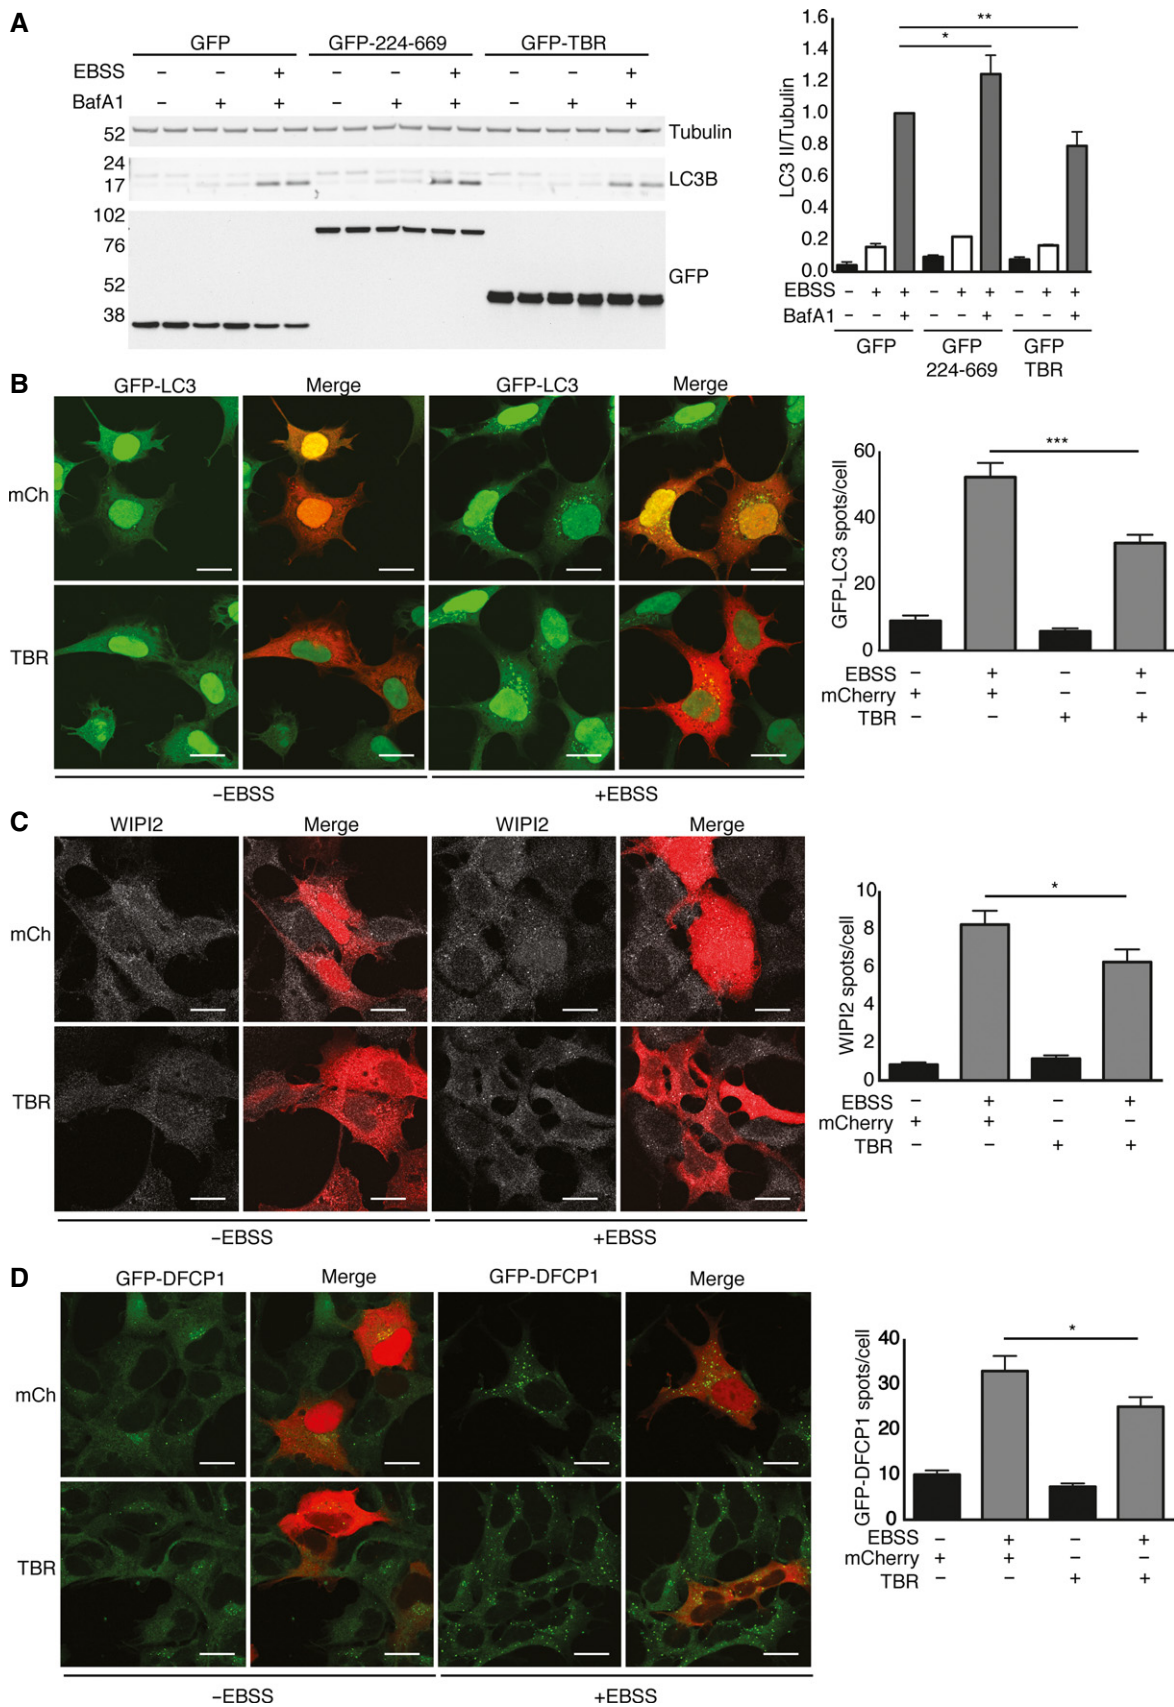 A
GFP GFP-224-669 GFP-TBR
EBSS – – + – – + – – +
BafA1 – + + – + + – + +
52 Tubulin
24
17 LC3B
102
76
52 GFP
38
LC3 II/Tubulin
1.6
1.4
1.2
1.0
0.8
0.6
0.4
0.2
0.0
* **
EBSS – + + – + + – + +
BafA1 – – + – – + – – +
GFP GFP GFP
224-669 TBR
B
GFP-LC3 Merge GFP-LC3 Merge
mCh
TBR
–EBSS +EBSS
GFP-LC3 spots/cell
60
40
20
0
***
EBSS – + – +
mCherry + + – –
TBR – – + +
C
WIPI2 Merge WIPI2 Merge
mCh
TBR
–EBSS +EBSS
WIPI2 spots/cell
10
8
6
4
2
0
*
EBSS – + – +
mCherry + + – –
TBR – – + +
D
GFP-DFCP1 Merge GFP-DFCP1 Merge
mCh
TBR
–EBSS +EBSS
GFP-DFCP1 spots/cell
40
30
20
10
0
*
EBSS – + – +
mCherry + + – –
TBR – – + +